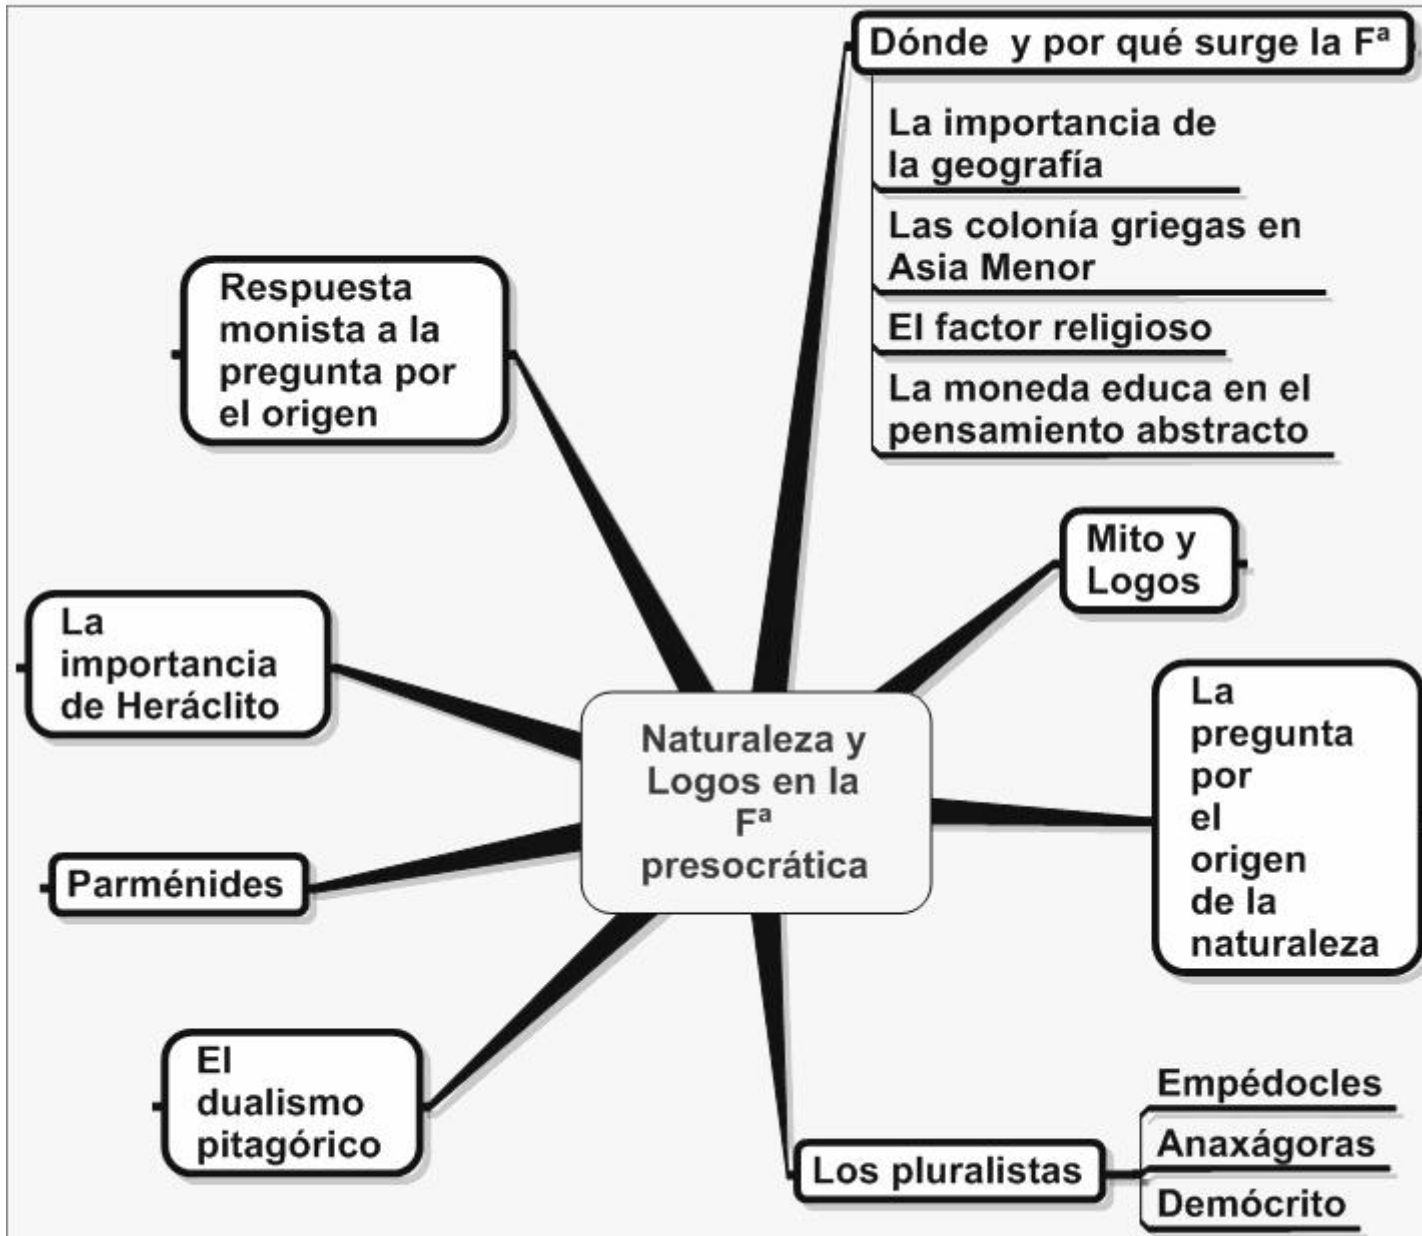 Dónde y por qué surge la Fª
La importancia de
la geografía
Las colonía griegas en
Asia Menor
El factor religioso
La moneda educa en el
pensamiento abstracto
Mito y
Logos
La
pregunta
por
el
origen
de la
naturaleza
Los pluralistas
Empédocles
Anaxágoras
Demócrito
Naturaleza y
Logos en la
Fª
presocrática
Respuesta
monista a la
pregunta por
el origen
La
importancia
de Heráclito
Parménides
El
dualismo
pitagórico